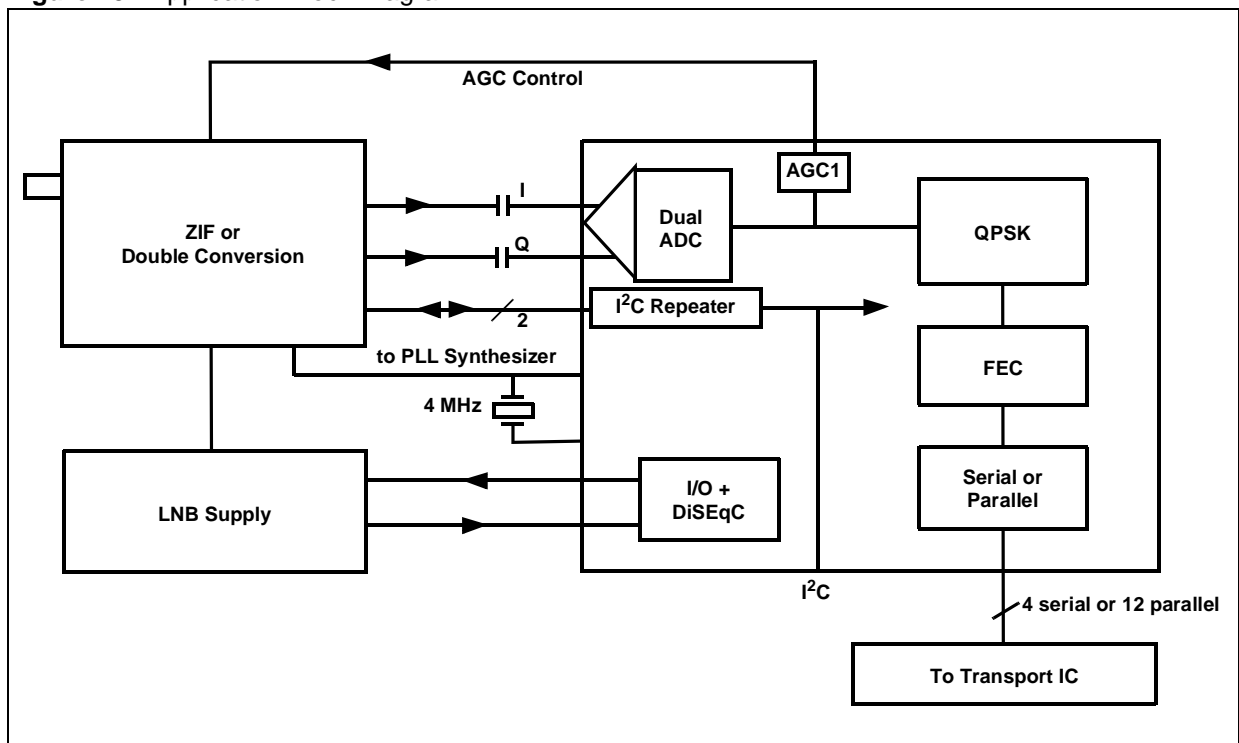 AGC Control
AGC1
I
Dual
ADC
QPSK
ZIF or
Double Conversion
Q
I²C Repeater
2
to PLL Synthesizer
FEC
4 MHz
LNB Supply
I/O +
DiSEqC
Serial or
Parallel
I²C
4 serial or 12 parallel
To Transport IC